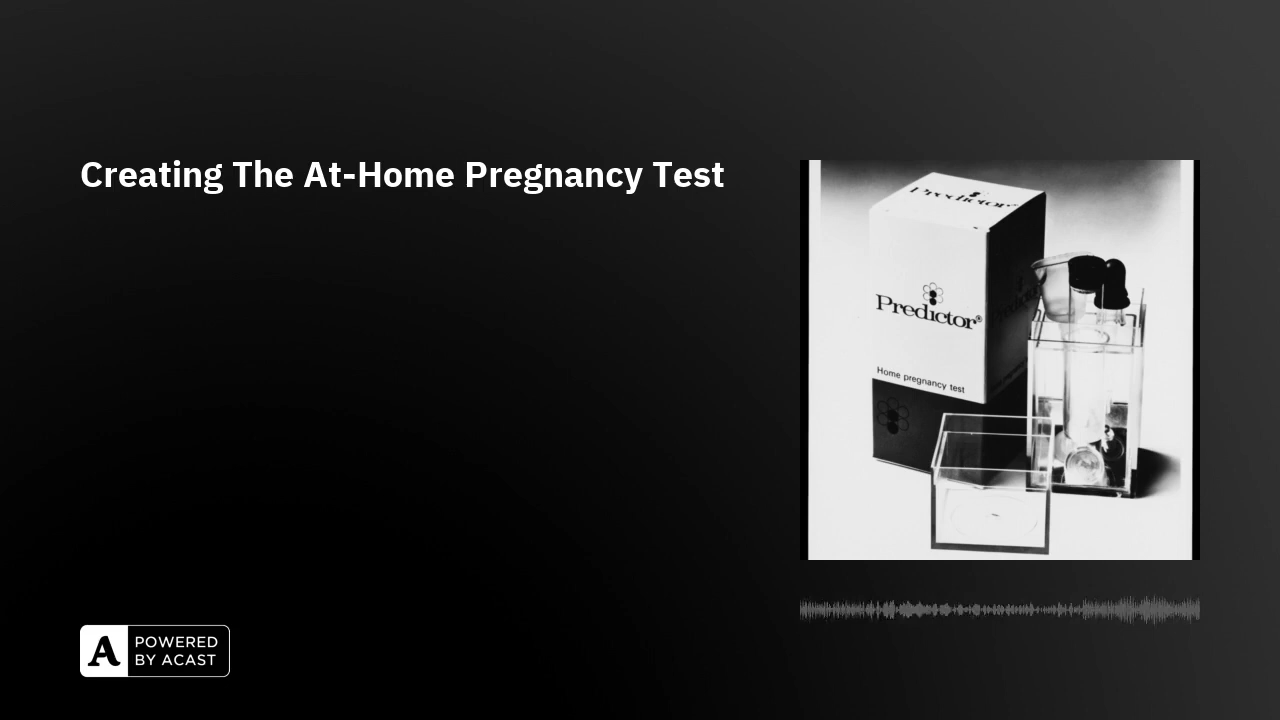 Creating The At-Home Pregnancy Test
Predictor
Predictor®
Home pregnancy test
A POWERED
BY ACAST